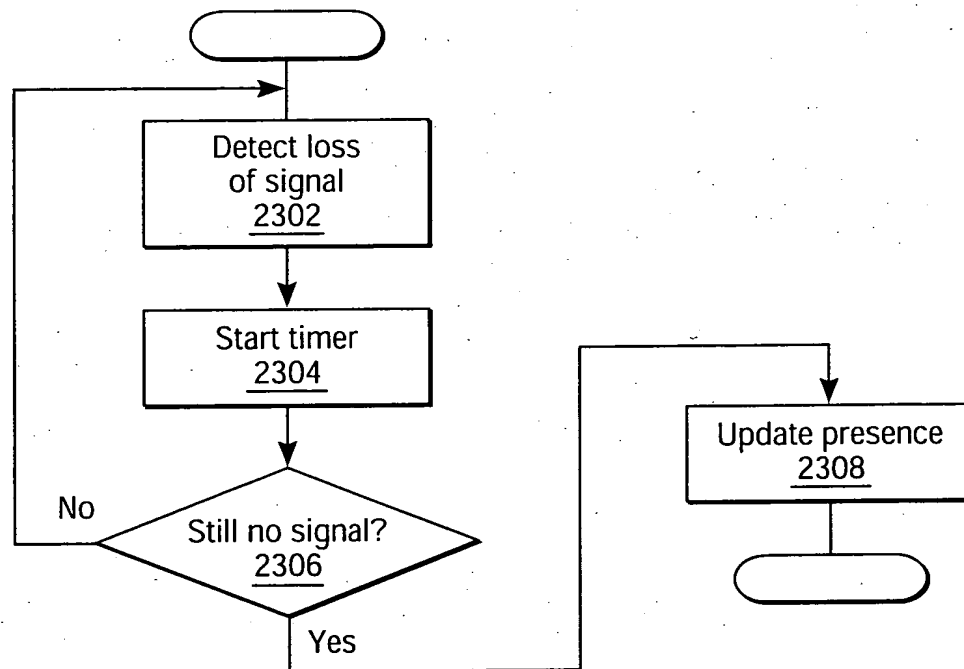 Detect loss
of signal
2302
Start timer
2304
No
Still no signal?
2306
Yes
Update presence
2308